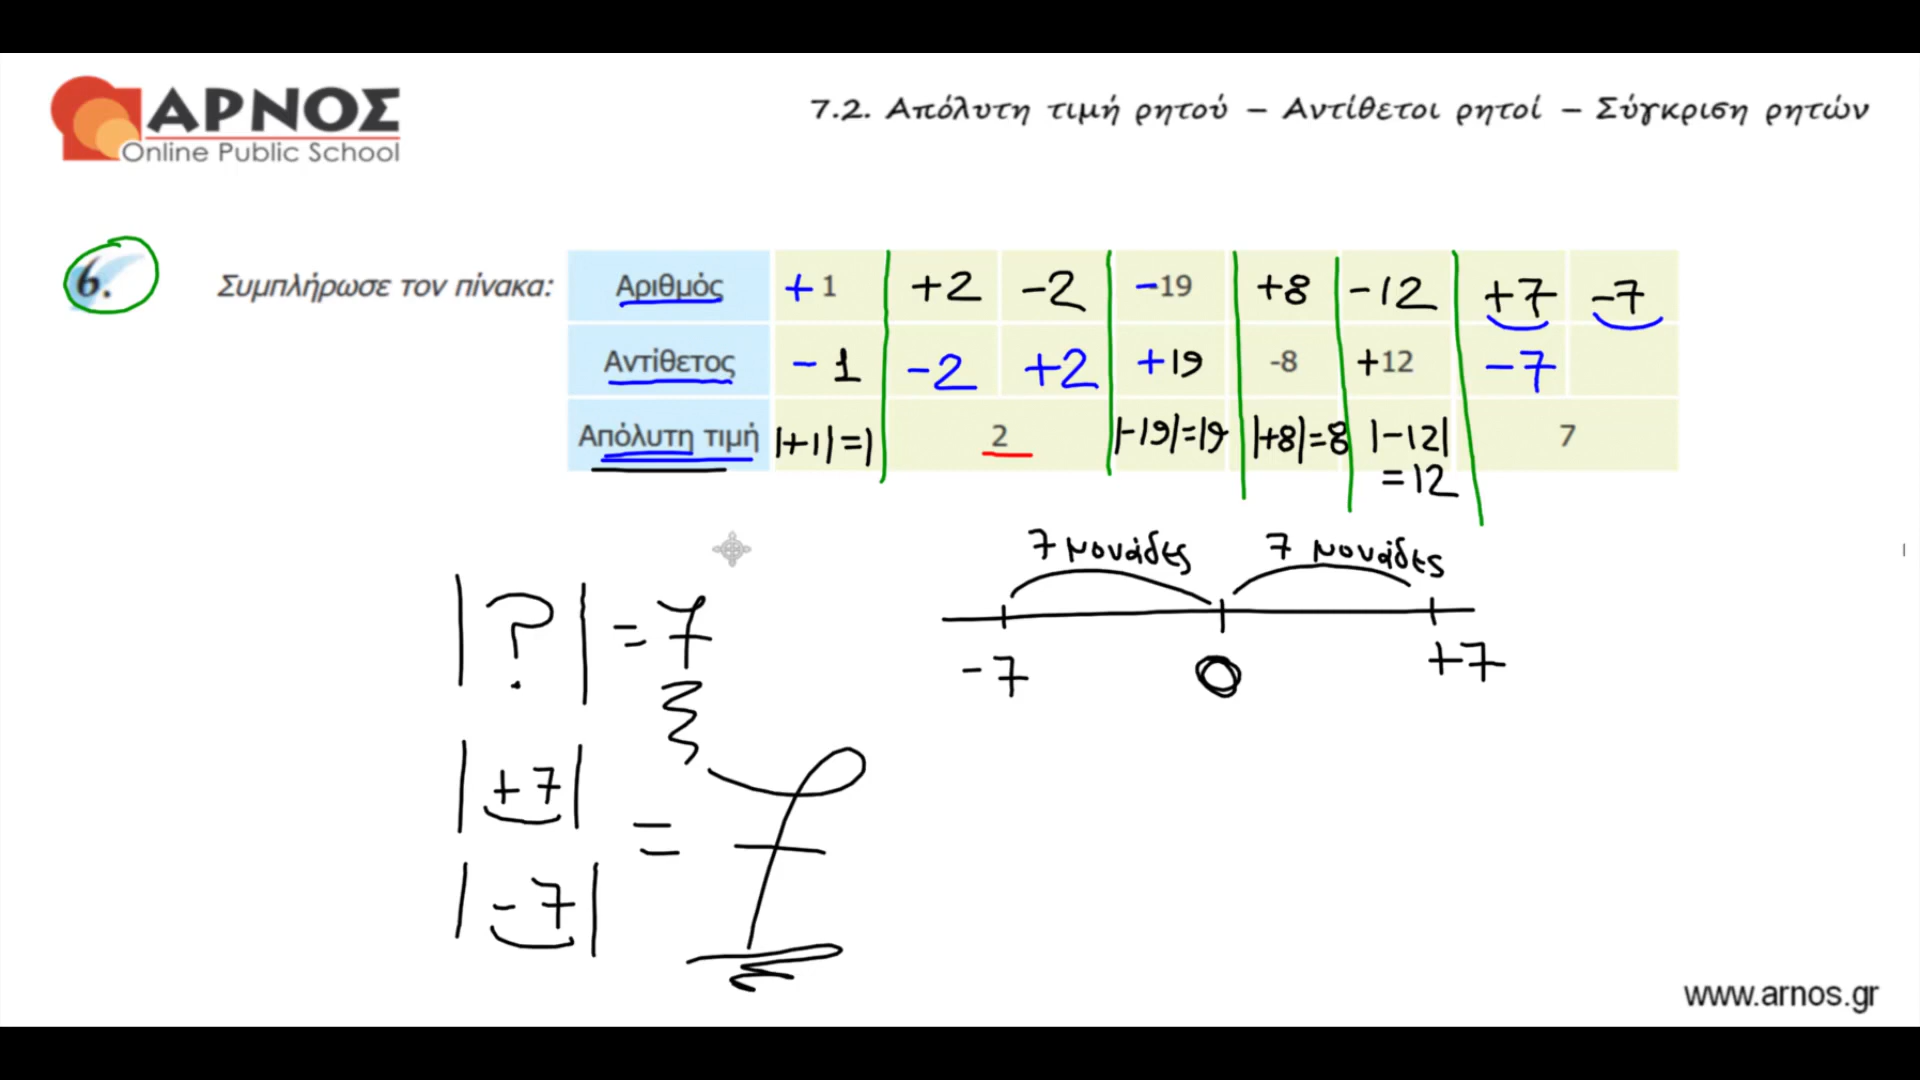 ΑΡΝΟΣ
Online Public School
7.2. Απόλυτη τιμή ρητού – Αντίθετοι ρητοί – Σύγκριση ρητών
6. Συμπλήρωσε τον πίνακα:
Αριθμός + 1 +2 -2 -19 +8 -12 +7 -7
Αντίθετος - 1 -2 +2 +19 -8 +12 -7
Απόλυτη τιμή |+1|=1 2 |-19|=19 |+8|=8 |-12| 7
=12
7 μονάδες 7 μονάδες
|?| = 7
-7 0 +7
|+7|
= 7
|-7|
www.arnos.gr